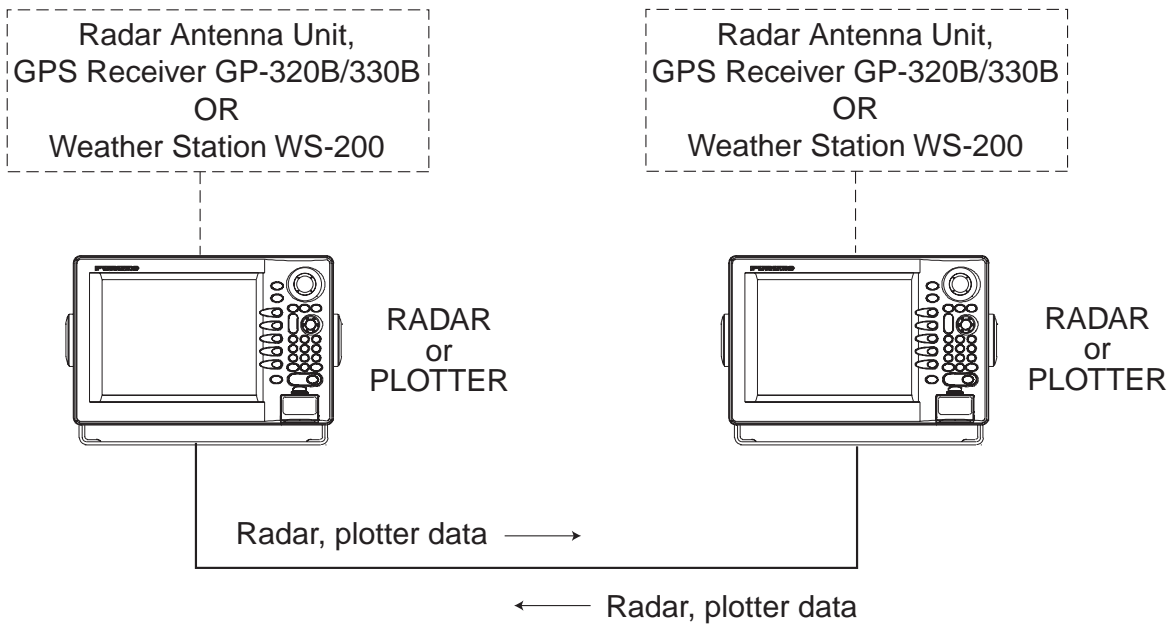 Radar Antenna Unit,
GPS Receiver GP-320B/330B
OR
Weather Station WS-200
Radar Antenna Unit,
GPS Receiver GP-320B/330B
OR
Weather Station WS-200
FURUNO
RADAR
or
PLOTTER
FURUNO
RADAR
or
PLOTTER
Radar, plotter data
Radar, plotter data